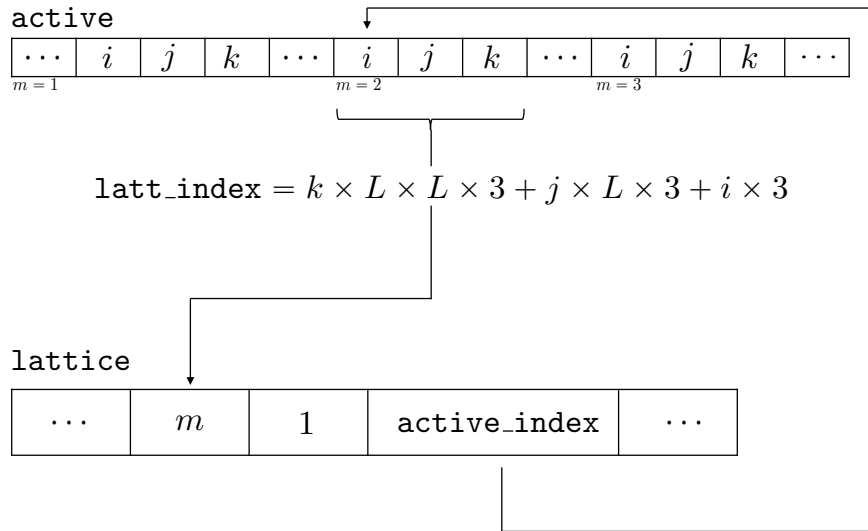 active
⋯ i j k ⋯ i j k ⋯ i j k ⋯
m = 1 m = 2 m = 3
latt_index = k × L × L × 3 + j × L × 3 + i × 3
lattice
⋯ m 1 active_index ⋯